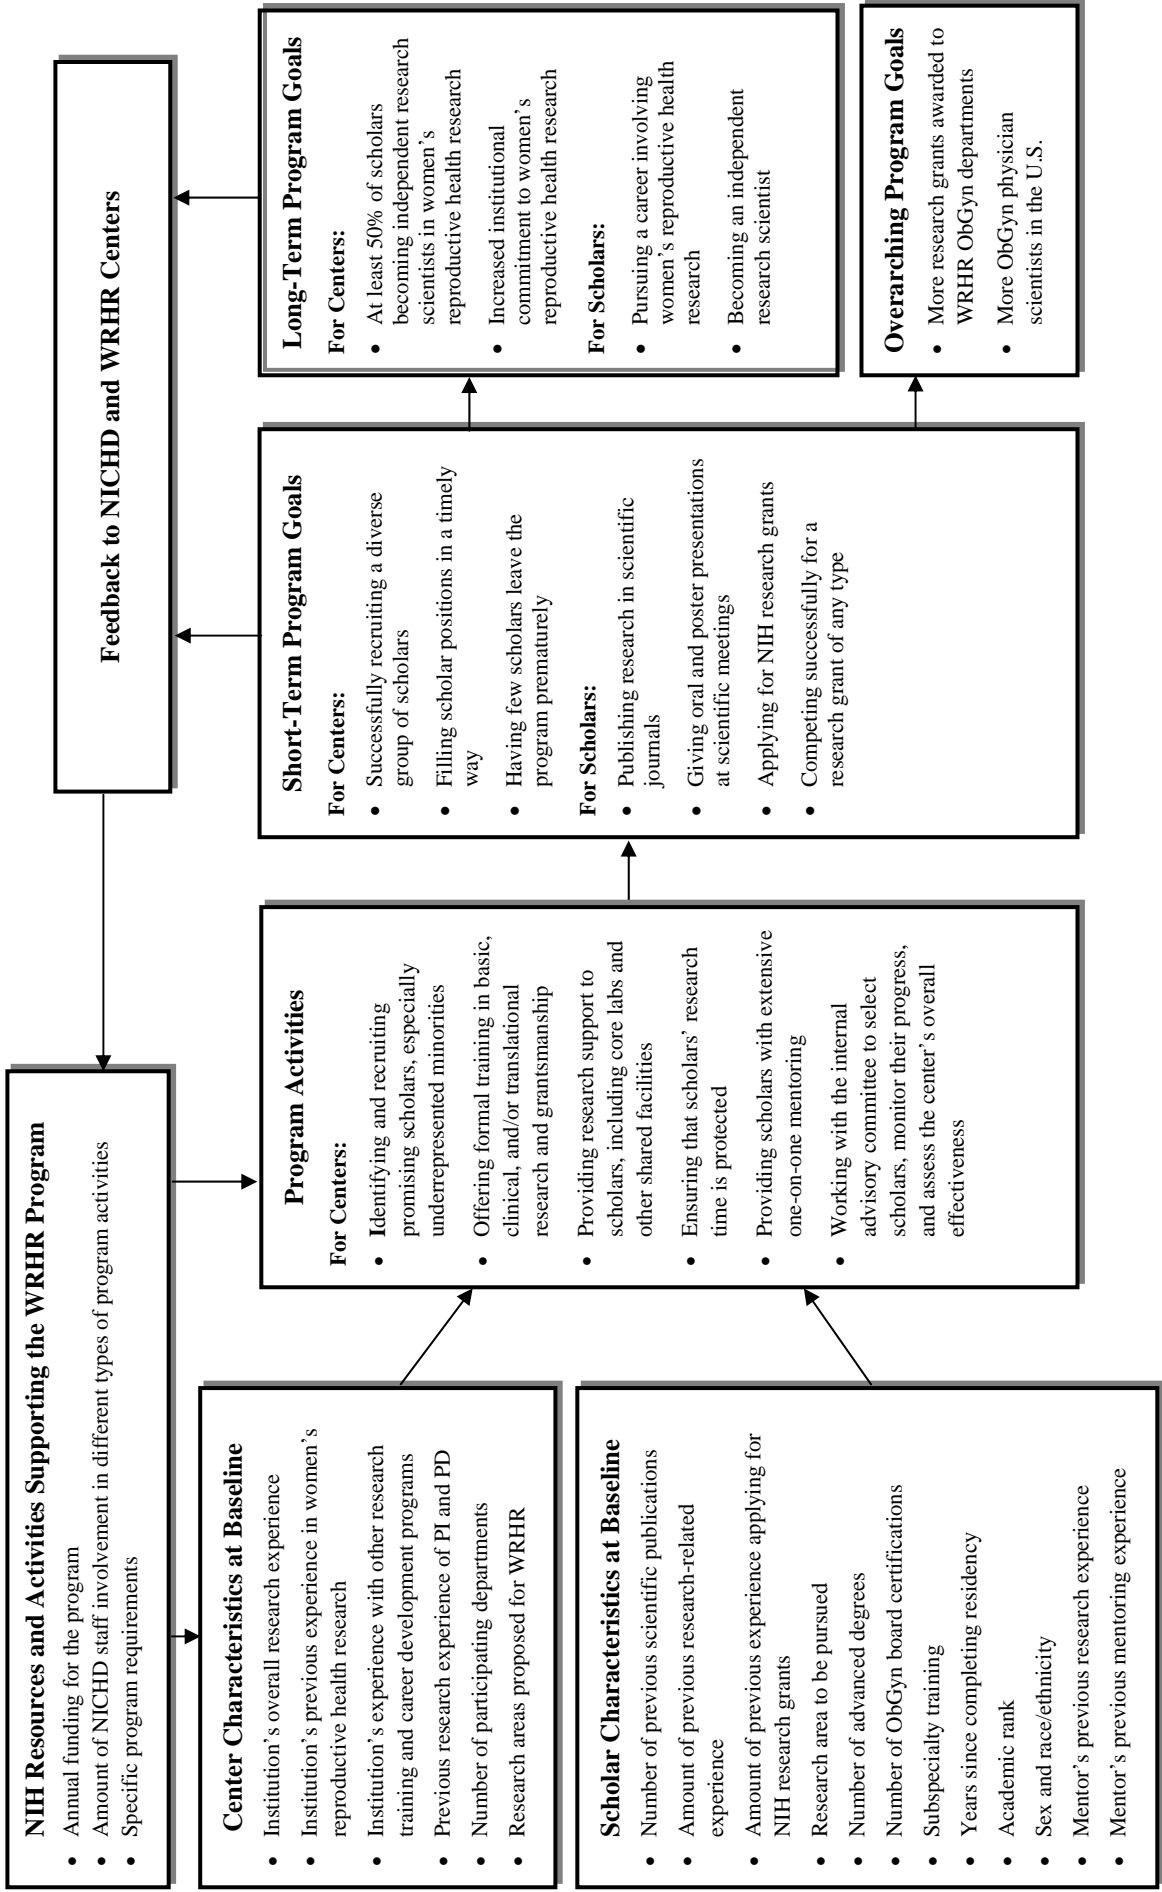 NIH Resources and Activities Supporting the WRHR Program
• Annual funding for the program
• Amount of NICHD staff involvement in different types of program activities
• Specific program requirements
Feedback to NICHD and WRHR Centers
Center Characteristics at Baseline
• Institution's overall research experience
• Institution's previous experience in women's
reproductive health research
• Institution's experience with other research
training and career development programs
• Previous research experience of PI and PD
• Number of participating departments
• Research areas proposed for WRHR
Scholar Characteristics at Baseline
• Number of previous scientific publications
• Amount of previous research-related
experience
• Amount of previous experience applying for
NIH research grants
• Research area to be pursued
• Number of advanced degrees
• Number of ObGyn board certifications
• Subspecialty training
• Years since completing residency
• Academic rank
• Sex and race/ethnicity
• Mentor's previous research experience
• Mentor's previous mentoring experience
Program Activities
For Centers:
• Identifying and recruiting
promising scholars, especially
underrepresented minorities
• Offering formal training in basic,
clinical, and/or translational
research and grantsmanship
• Providing research support to
scholars, including core labs and
other shared facilities
• Ensuring that scholars' research
time is protected
• Providing scholars with extensive
one-on-one mentoring
• Working with the internal
advisory committee to select
scholars, monitor their progress,
and assess the center's overall
effectiveness
Short-Term Program Goals
For Centers:
• Successfully recruiting a diverse
group of scholars
• Filling scholar positions in a timely
way
• Having few scholars leave the
program prematurely
For Scholars:
• Publishing research in scientific
journals
• Giving oral and poster presentations
at scientific meetings
• Applying for NIH research grants
• Competing successfully for a
research grant of any type
Long-Term Program Goals
For Centers:
• At least 50% of scholars
becoming independent research
scientists in women's
reproductive health research
• Increased institutional
commitment to women's
reproductive health research
For Scholars:
• Pursuing a career involving
women's reproductive health
research
• Becoming an independent
research scientist
Overarching Program Goals
• More research grants awarded to
WRHR ObGyn departments
• More ObGyn physician
scientists in the U.S.